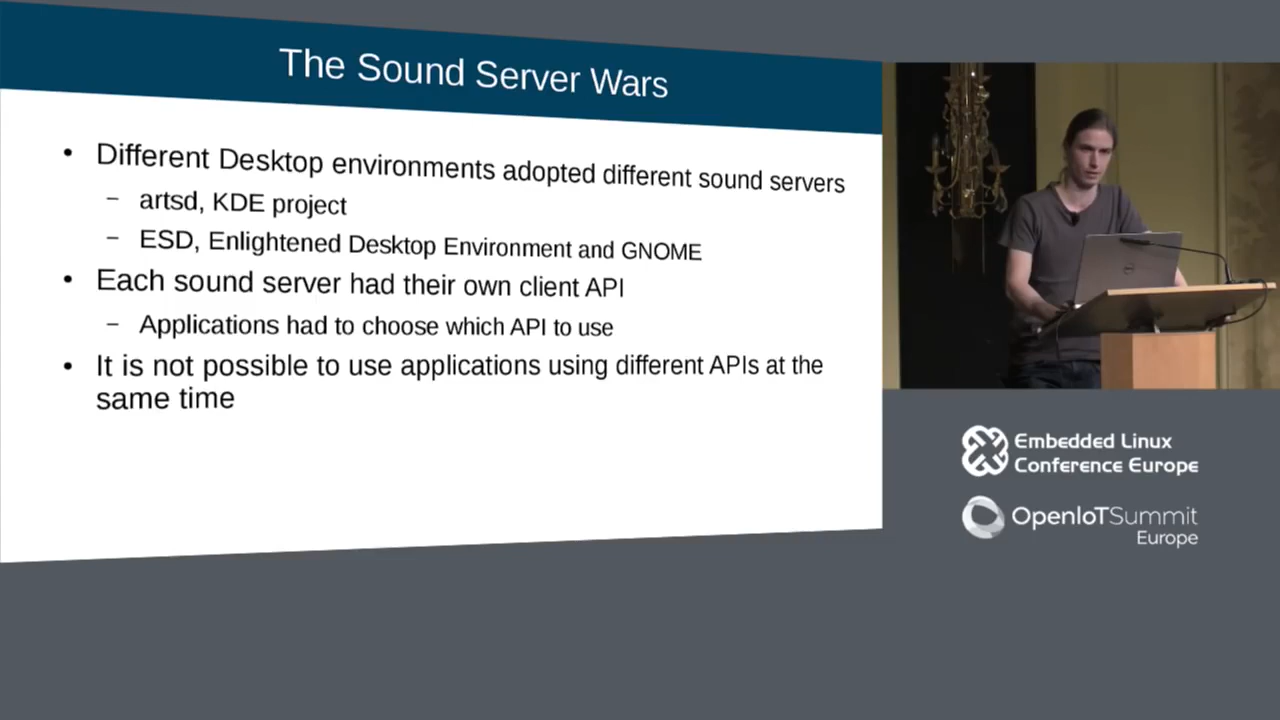 The Sound Server Wars
• Different Desktop environments adopted different sound servers
– artsd, KDE project
– ESD, Enlightened Desktop Environment and GNOME
• Each sound server had their own client API
– Applications had to choose which API to use
• It is not possible to use applications using different APIs at the
same time
Embedded Linux
Conference Europe
OpenIoTSummit
Europe